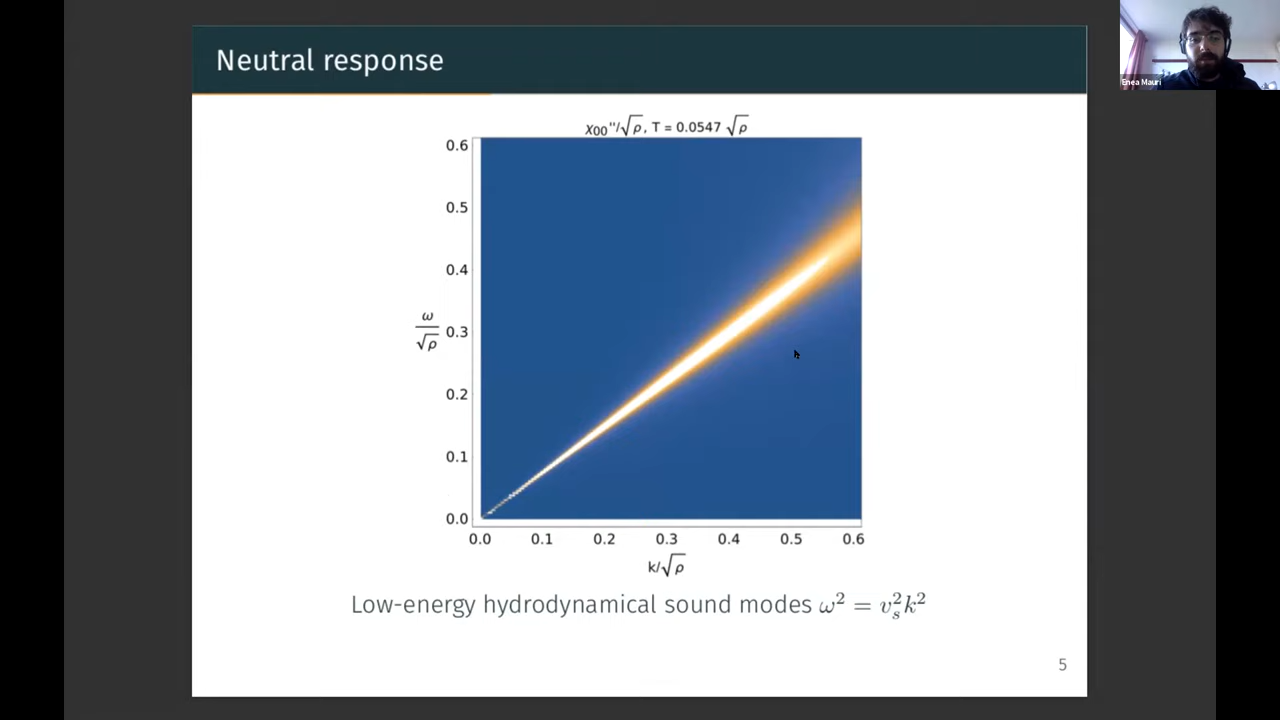 Neutral response
Enea Mauri
χ00''/√ρ, T = 0.0547 √ρ
0.6
0.5
0.4
ω/√ρ
0.3
0.2
0.1
0.0
0.0 0.1 0.2 0.3 0.4 0.5 0.6
k/√ρ
Low-energy hydrodynamical sound modes ω² = vₛ²k²
5